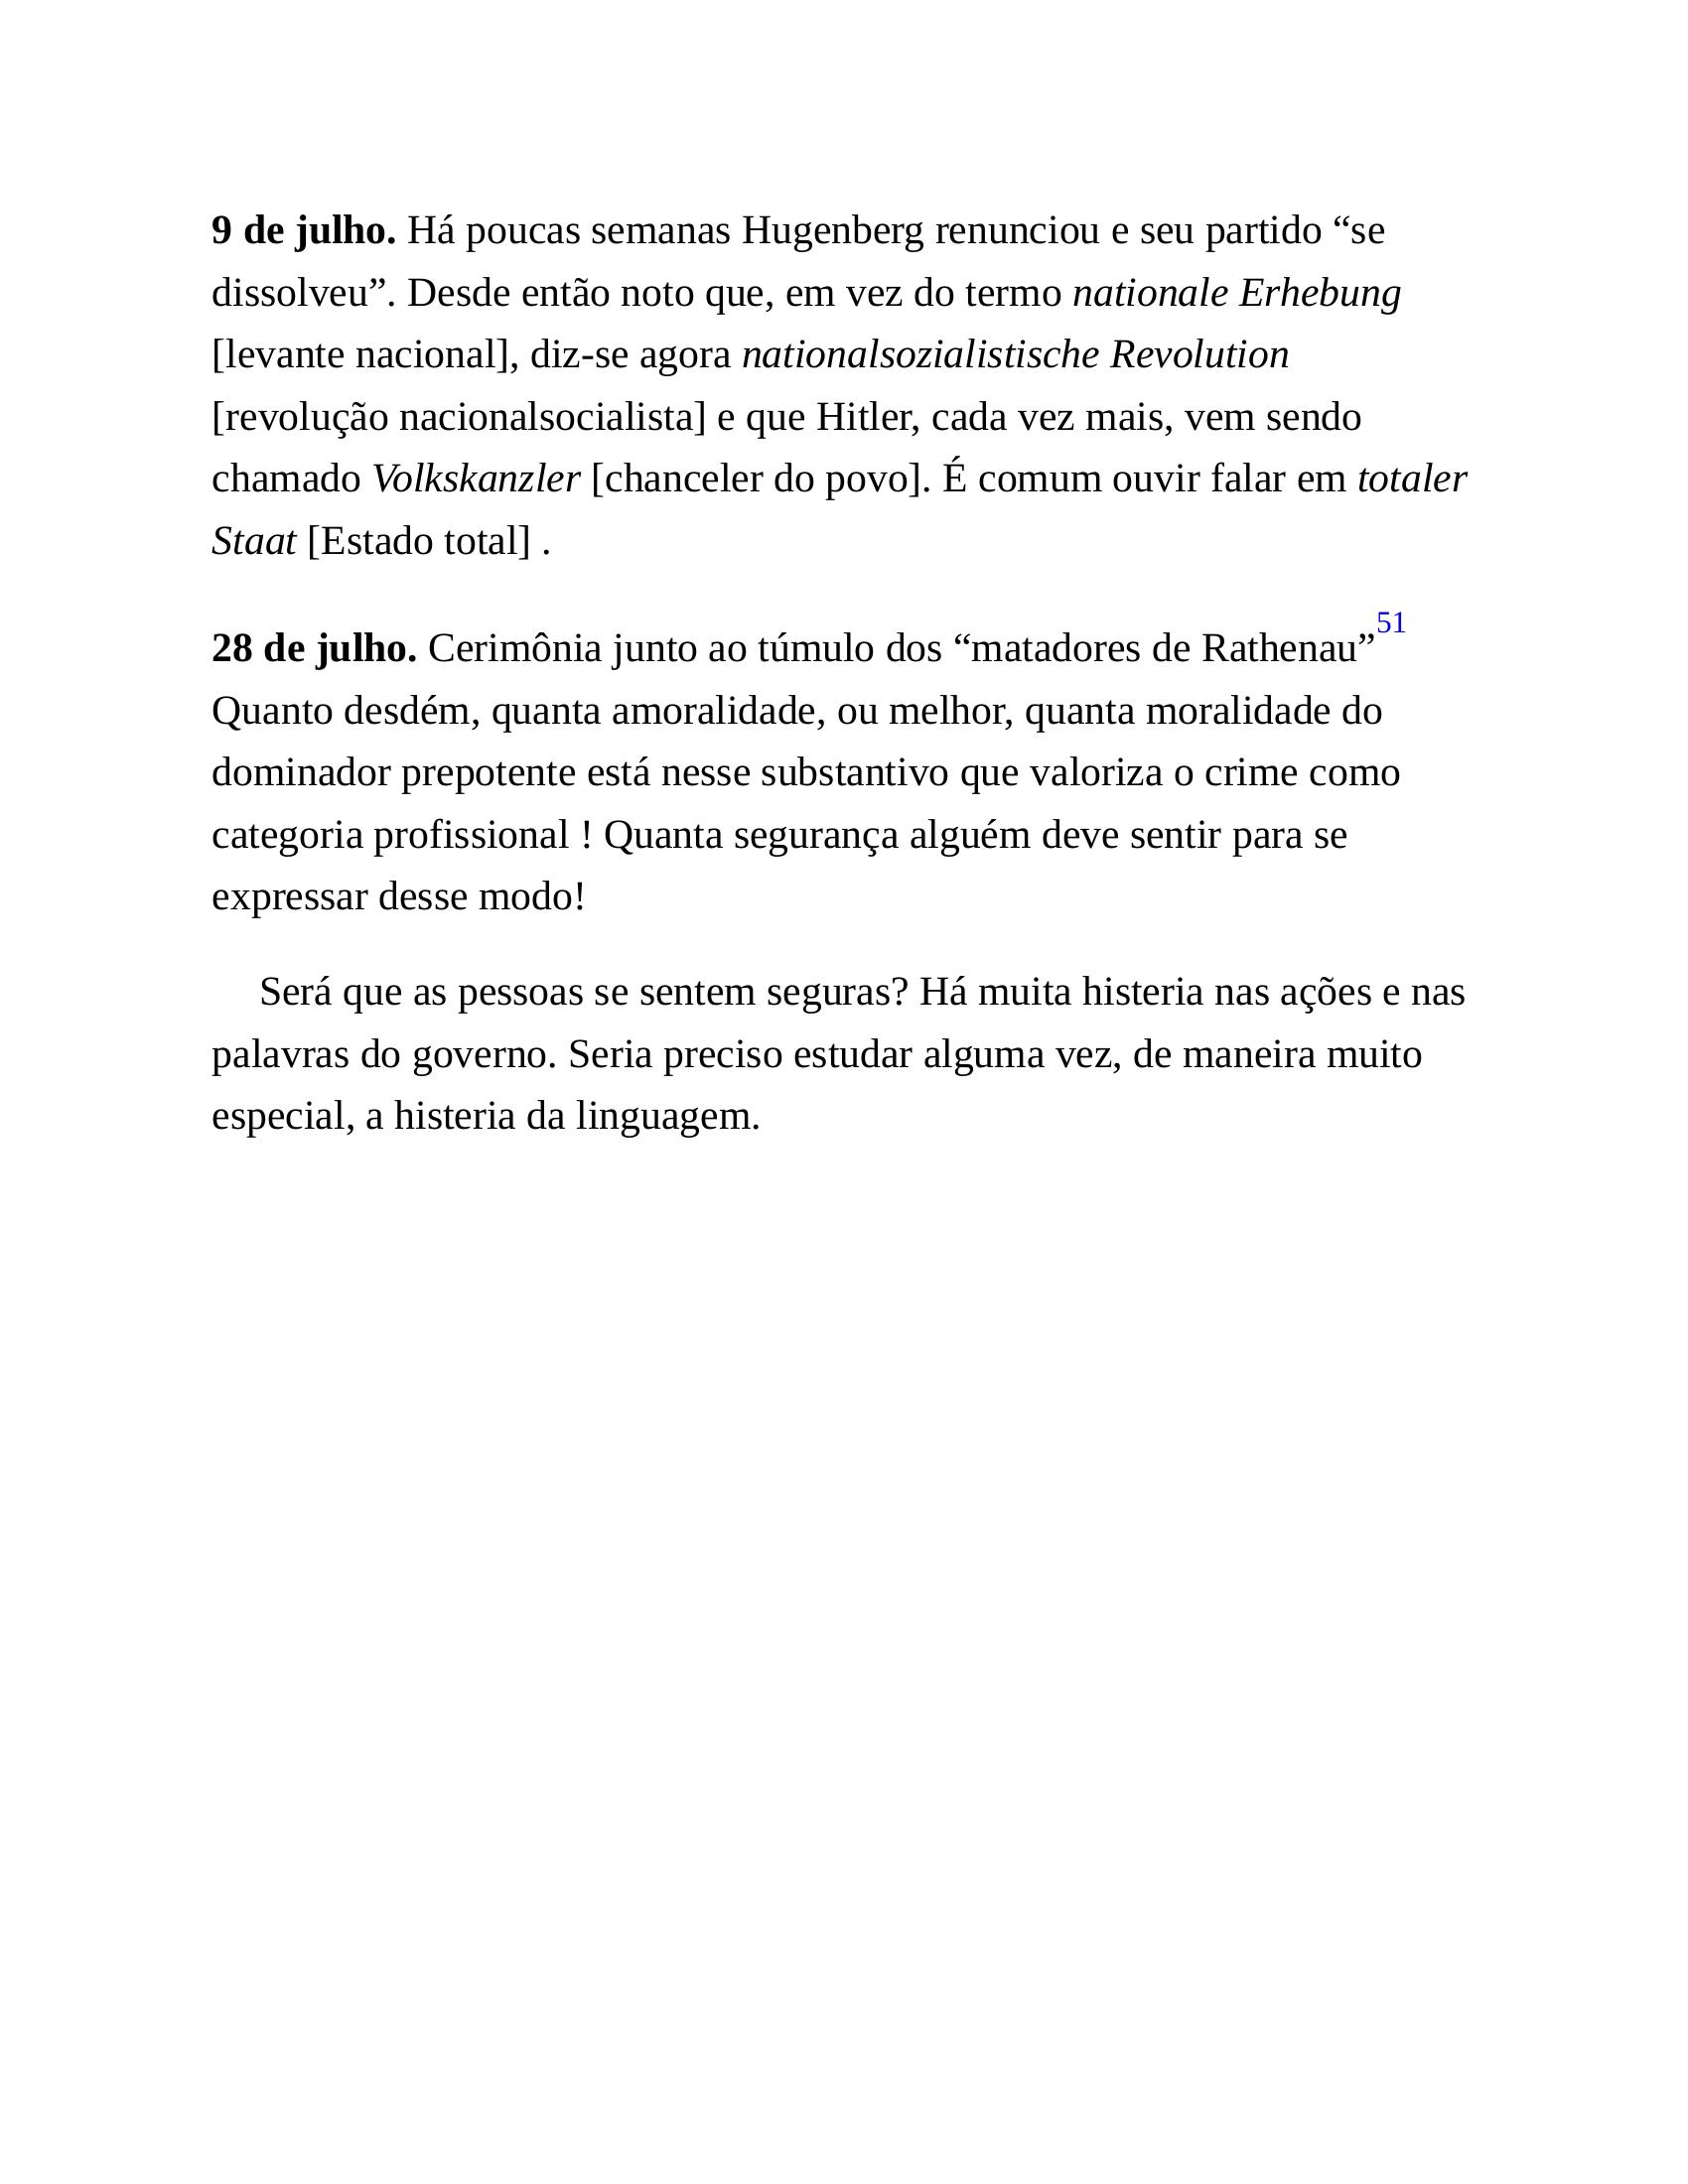 9 de julho. Há poucas semanas Hugenberg renunciou e seu partido “se
dissolveu”. Desde então noto que, em vez do termo nationale Erhebung
[levante nacional], diz-se agora nationalsozialistische Revolution
[revolução nacionalsocialista] e que Hitler, cada vez mais, vem sendo
chamado Volkskanzler [chanceler do povo]. É comum ouvir falar em totaler
Staat [Estado total] .
28 de julho. Cerimônia junto ao túmulo dos “matadores de Rathenau”51
Quanto desdém, quanta amoralidade, ou melhor, quanta moralidade do
dominador prepotente está nesse substantivo que valoriza o crime como
categoria profissional ! Quanta segurança alguém deve sentir para se
expressar desse modo!
Será que as pessoas se sentem seguras? Há muita histeria nas ações e nas
palavras do governo. Seria preciso estudar alguma vez, de maneira muito
especial, a histeria da linguagem.